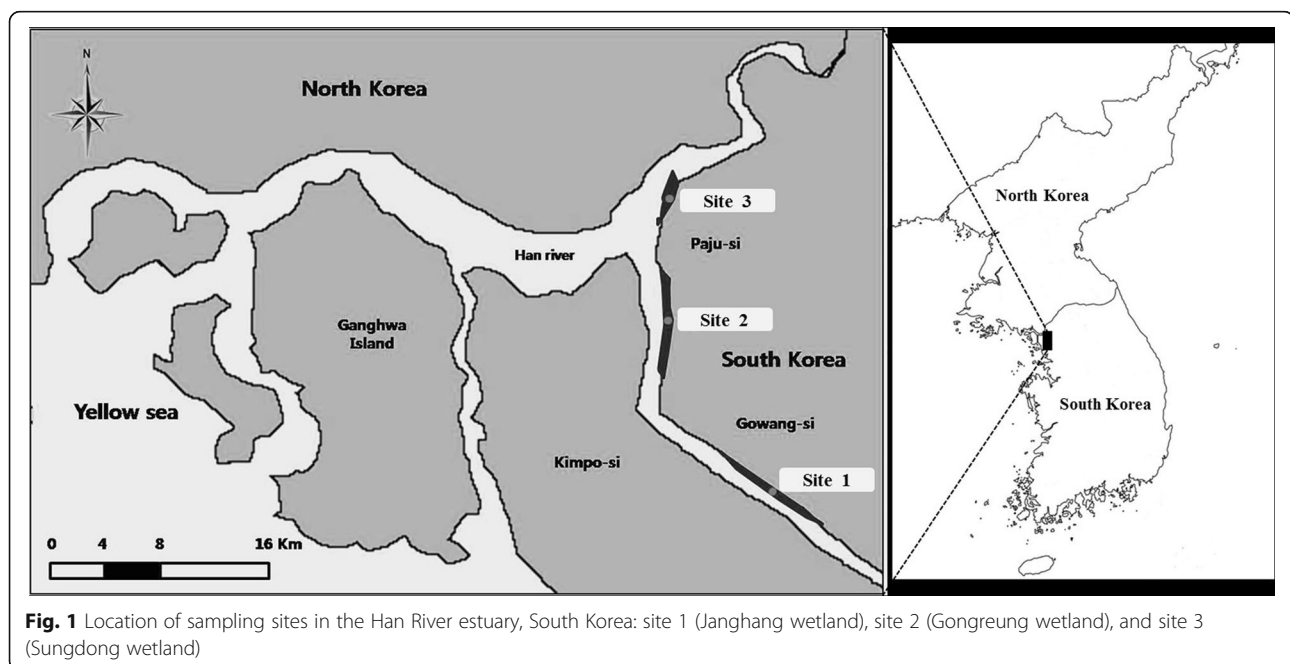 N
North Korea
Site 3
Paju-si
Han river
Site 2
Ganghwa
Island
South Korea
Yellow sea
Gowang-si
Kimpo-si
Site 1
0 4 8 16 Km
North Korea
South Korea
Fig. 1 Location of sampling sites in the Han River estuary, South Korea: site 1 (Janghang wetland), site 2 (Gongreung wetland), and site 3
(Sungdong wetland)